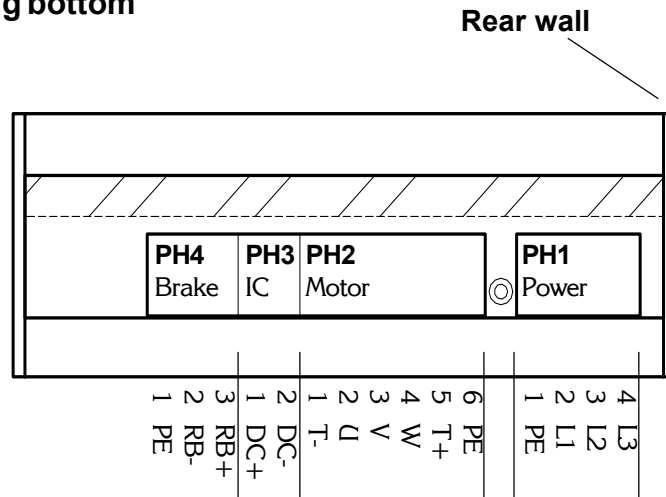 g bottom
Rear wall
PH4 PH3 PH2 PH1
Brake IC Motor Power
1 PE
2 RB-
3 RB+
1 DC+
2 DC-
1 T-
2 U
3 V
4 W
5 T+
6 PE
1 PE
2 L1
3 L2
4 L3